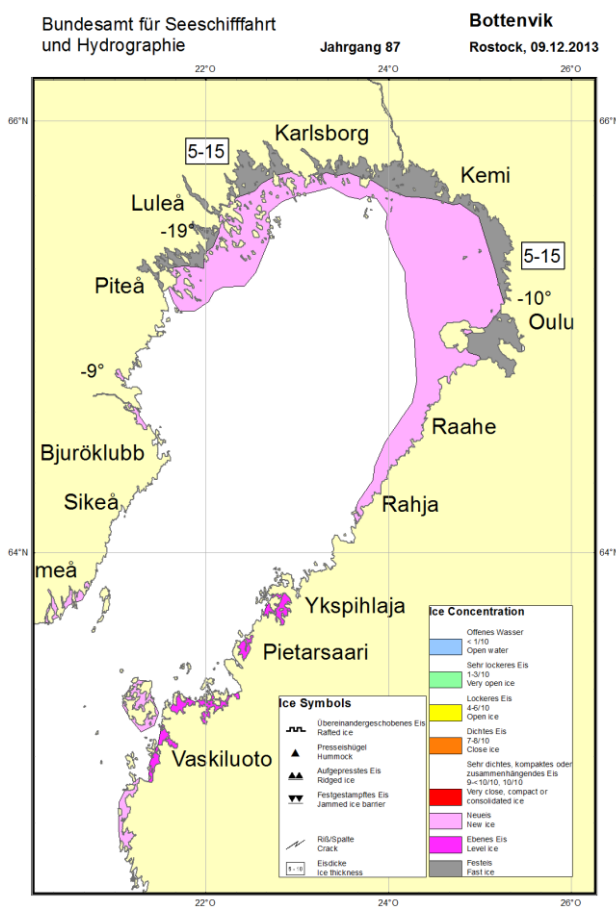 Bundesamt für Seeschifffahrt
und Hydrographie
Jahrgang 87
Bottenvik
Rostock, 09.12.2013
22°O
24°O
26°O
66°N
66°N
Karlsborg
5-15
Kemi
Luleå
-19°
5-15
Piteå
-10°
Oulu
-9°
Raahe
Bjuröklubb
Sikeå
Rahja
64°N
64°N
meå
Ykspihlaja
Pietarsaari
Vaskiluoto
Ice Symbols
Übereinandergeschobenes Eis
Rafted ice
Presseishügel
Hummock
Aufgepresstes Eis
Ridged ice
Festgestampftes Eis
Jammed ice barrier
Riß/Spalte
Crack
5 - 15
Eisdicke
Ice thickness
Ice Concentration
Offenes Wasser
< 1/10
Open water
Sehr lockeres Eis
1-3/10
Very open ice
Lockeres Eis
4-6/10
Open ice
Dichtes Eis
7-8/10
Close ice
Sehr dichtes, kompaktes oder
zusammenhängendes Eis
9-<10/10, 10/10
Very close, compact or
consolidated ice
Neueis
New ice
Ebenes Eis
Level ice
Festeis
Fast ice
22°O
24°O
26°O